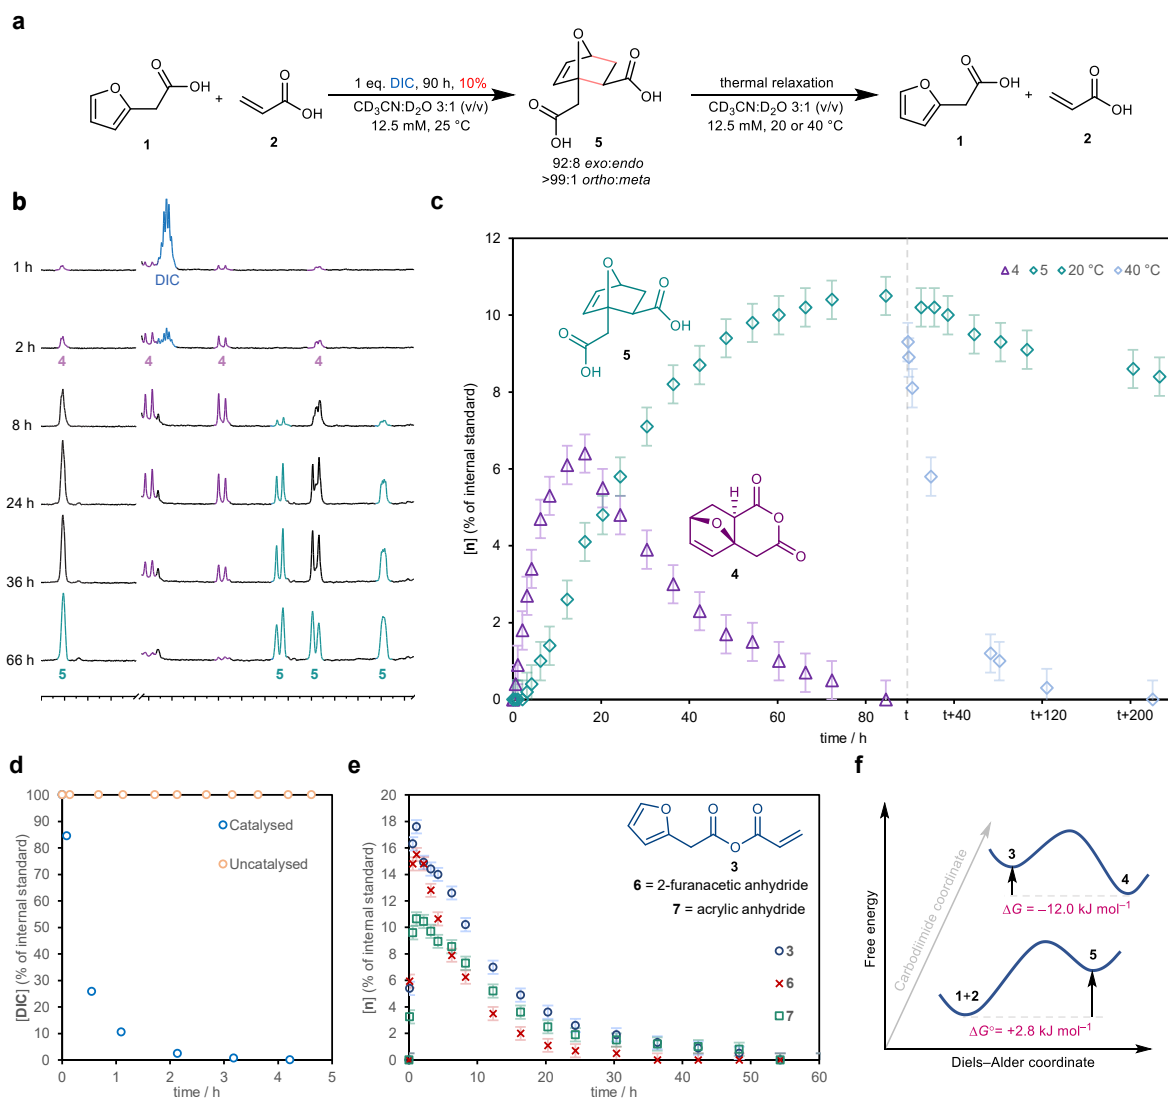 a
O
O
OH
1
+
O
OH
2
1 eq. DIC, 90 h, 10%
CD₃CN:D₂O 3:1 (v/v)
12.5 mM, 25 °C
O
O
OH
O
OH
5
92:8 exo:endo
>99:1 ortho:meta
thermal relaxation
CD₃CN:D₂O 3:1 (v/v)
12.5 mM, 20 or 40 °C
O
O
OH
1
+
O
OH
2
b
1 h
DIC
2 h
4 4 4 4
8 h
24 h
36 h
66 h
5 5 5 5
c
12
10
8
6
4
2
0
[n] (% of internal standard)
4 5 20 °C 40 °C
O
O
OH
O
OH
5
H
O
O
O
O
4
0 20 40 60 80 t t+40 t+120 t+200
time / h
d
100
90
80
70
60
50
40
30
20
10
0
[DIC] (% of internal standard)
Catalysed
Uncatalysed
0 1 2 3 4 5
time / h
e
20
18
16
14
12
10
8
6
4
2
0
[n] (% of internal standard)
O
O
O
O
3
6 = 2-furanacetic anhydride
7 = acrylic anhydride
3
6
7
0 10 20 30 40 50 60
time / h
f
Free energy
Carbodiimide coordinate
3
4
ΔG = −12.0 kJ mol⁻¹
1+2
5
ΔG°= +2.8 kJ mol⁻¹
Diels–Alder coordinate